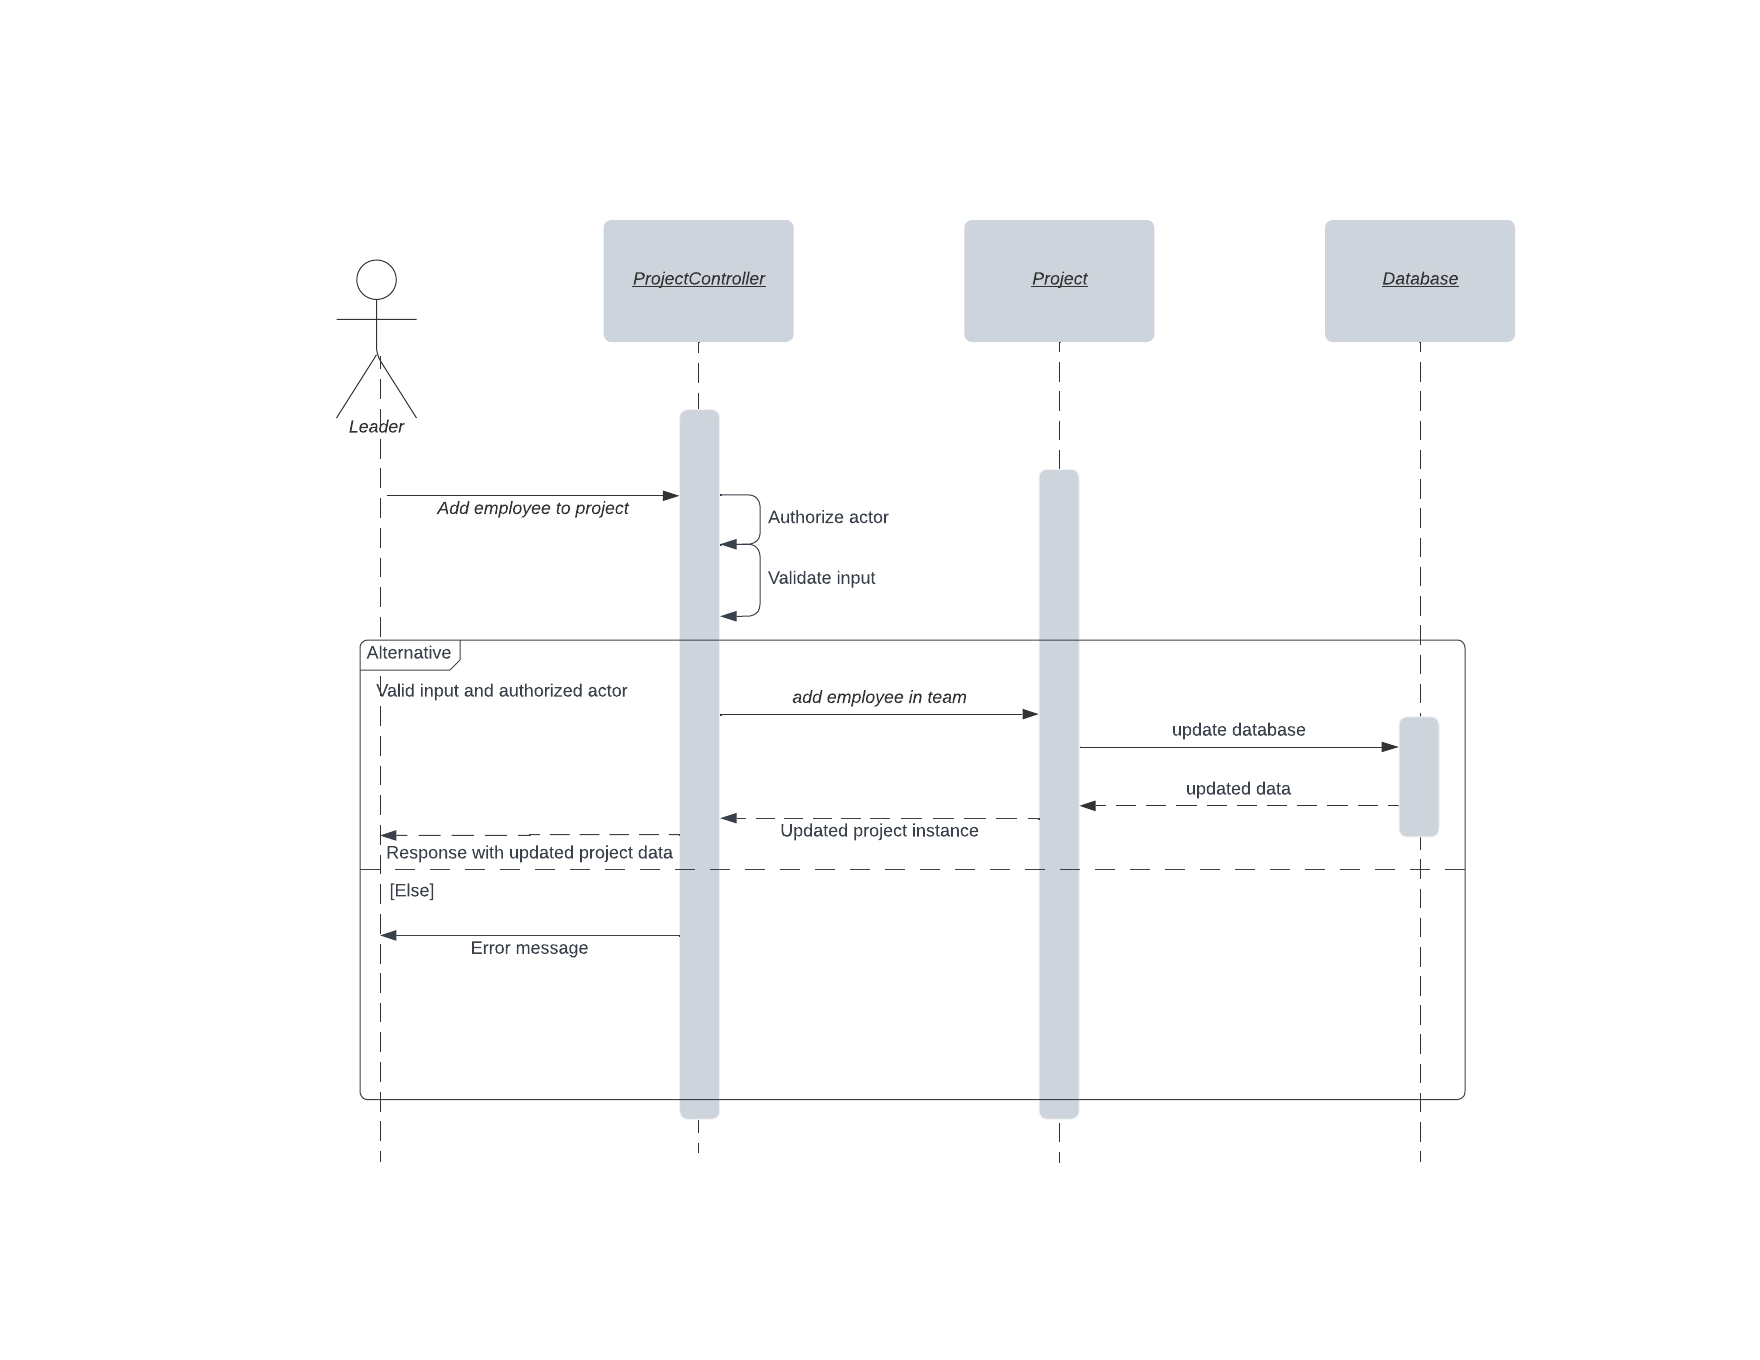 ProjectController
Project
Database
Leader
Add employee to project
Authorize actor
Validate input
Alternative
Valid input and authorized actor
add employee in team
update database
updated data
Updated project instance
Response with updated project data
[Else]
Error message